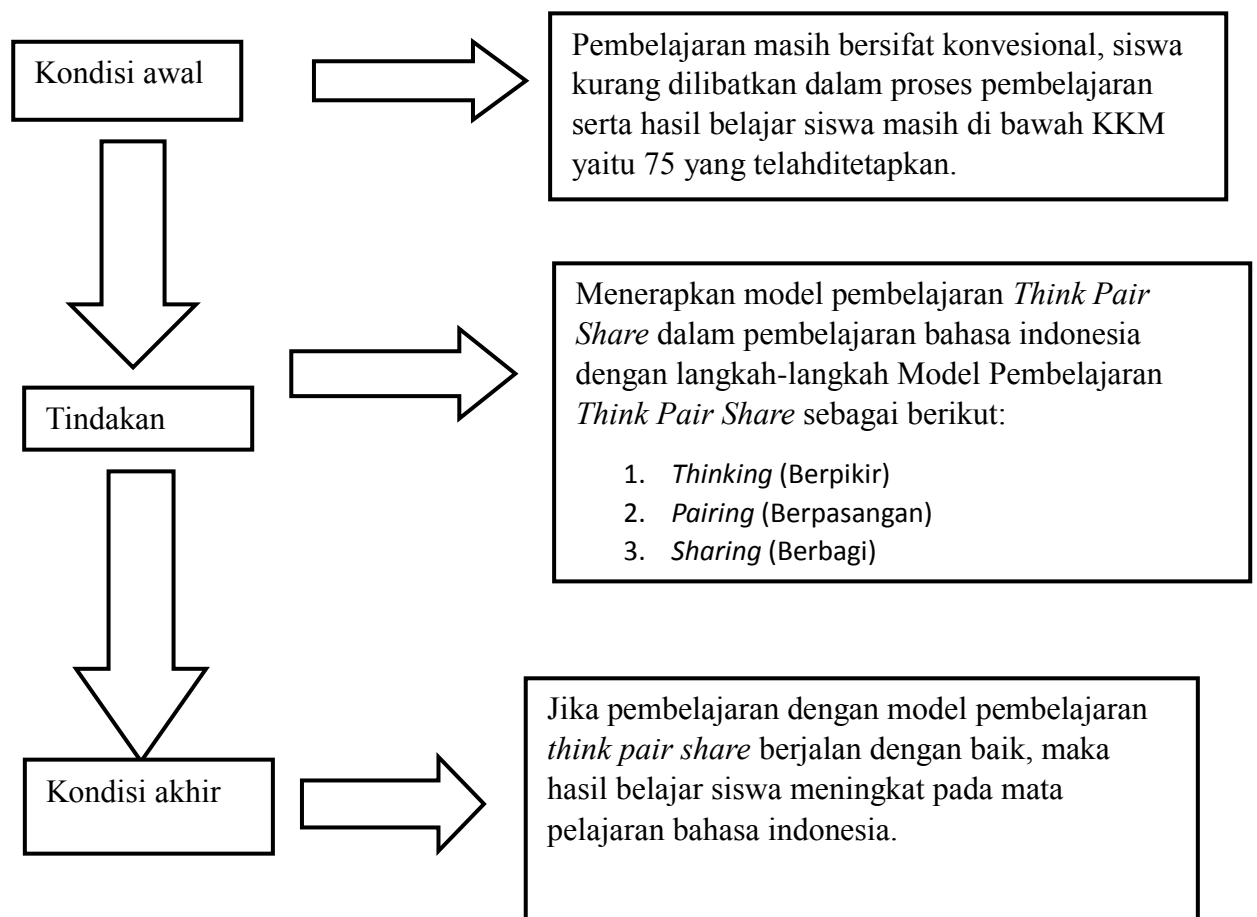 Kondisi awal
Pembelajaran masih bersifat konvesional, siswa
kurang dilibatkan dalam proses pembelajaran
serta hasil belajar siswa masih di bawah KKM
yaitu 75 yang telahditetapkan.
Tindakan
Menerapkan model pembelajaran Think Pair
Share dalam pembelajaran bahasa indonesia
dengan langkah-langkah Model Pembelajaran
Think Pair Share sebagai berikut:
1. Thinking (Berpikir)
2. Pairing (Berpasangan)
3. Sharing (Berbagi)
Kondisi akhir
Jika pembelajaran dengan model pembelajaran
think pair share berjalan dengan baik, maka
hasil belajar siswa meningkat pada mata
pelajaran bahasa indonesia.